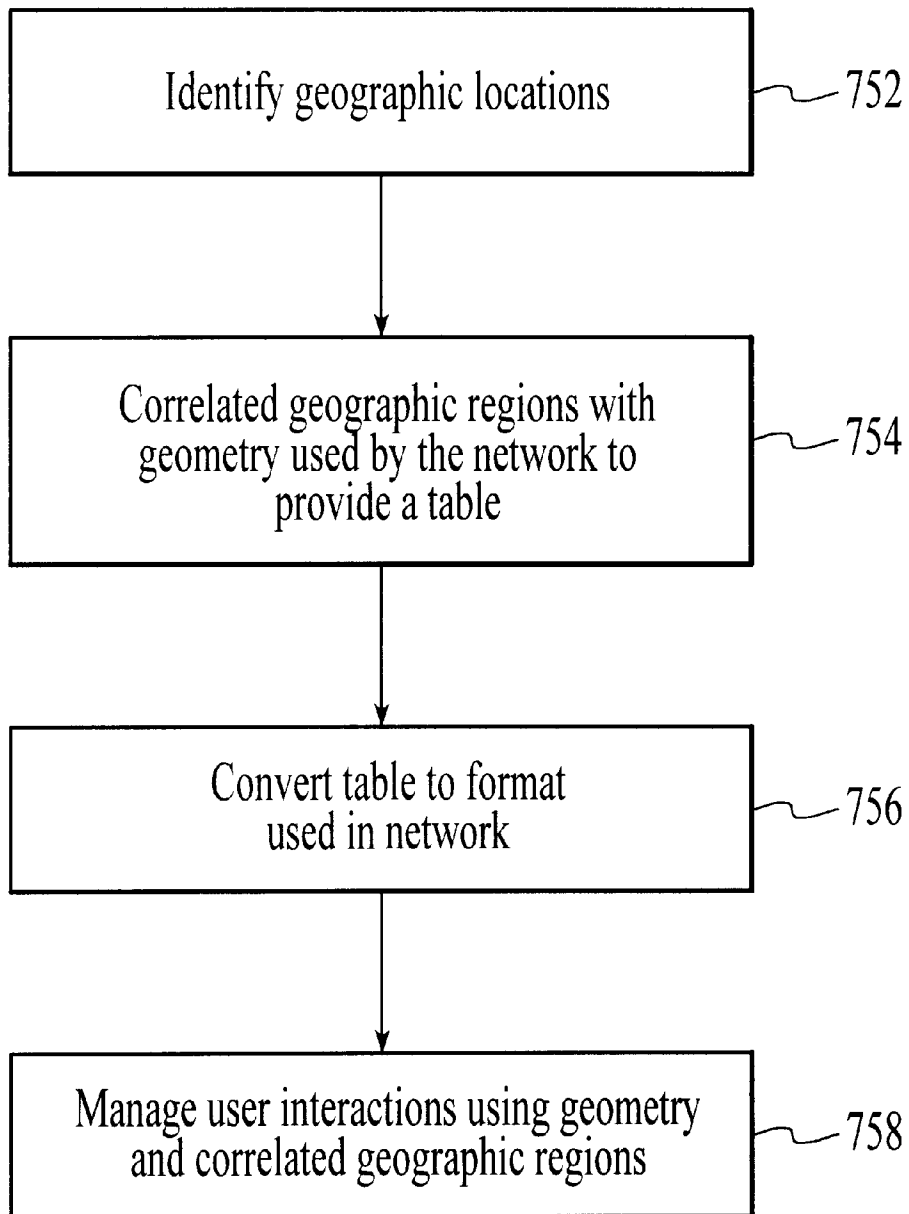 Identify geographic locations
752
Correlated geographic regions with
geometry used by the network to
provide a table
754
Convert table to format
used in network
756
Manage user interactions using geometry
and correlated geographic regions
758